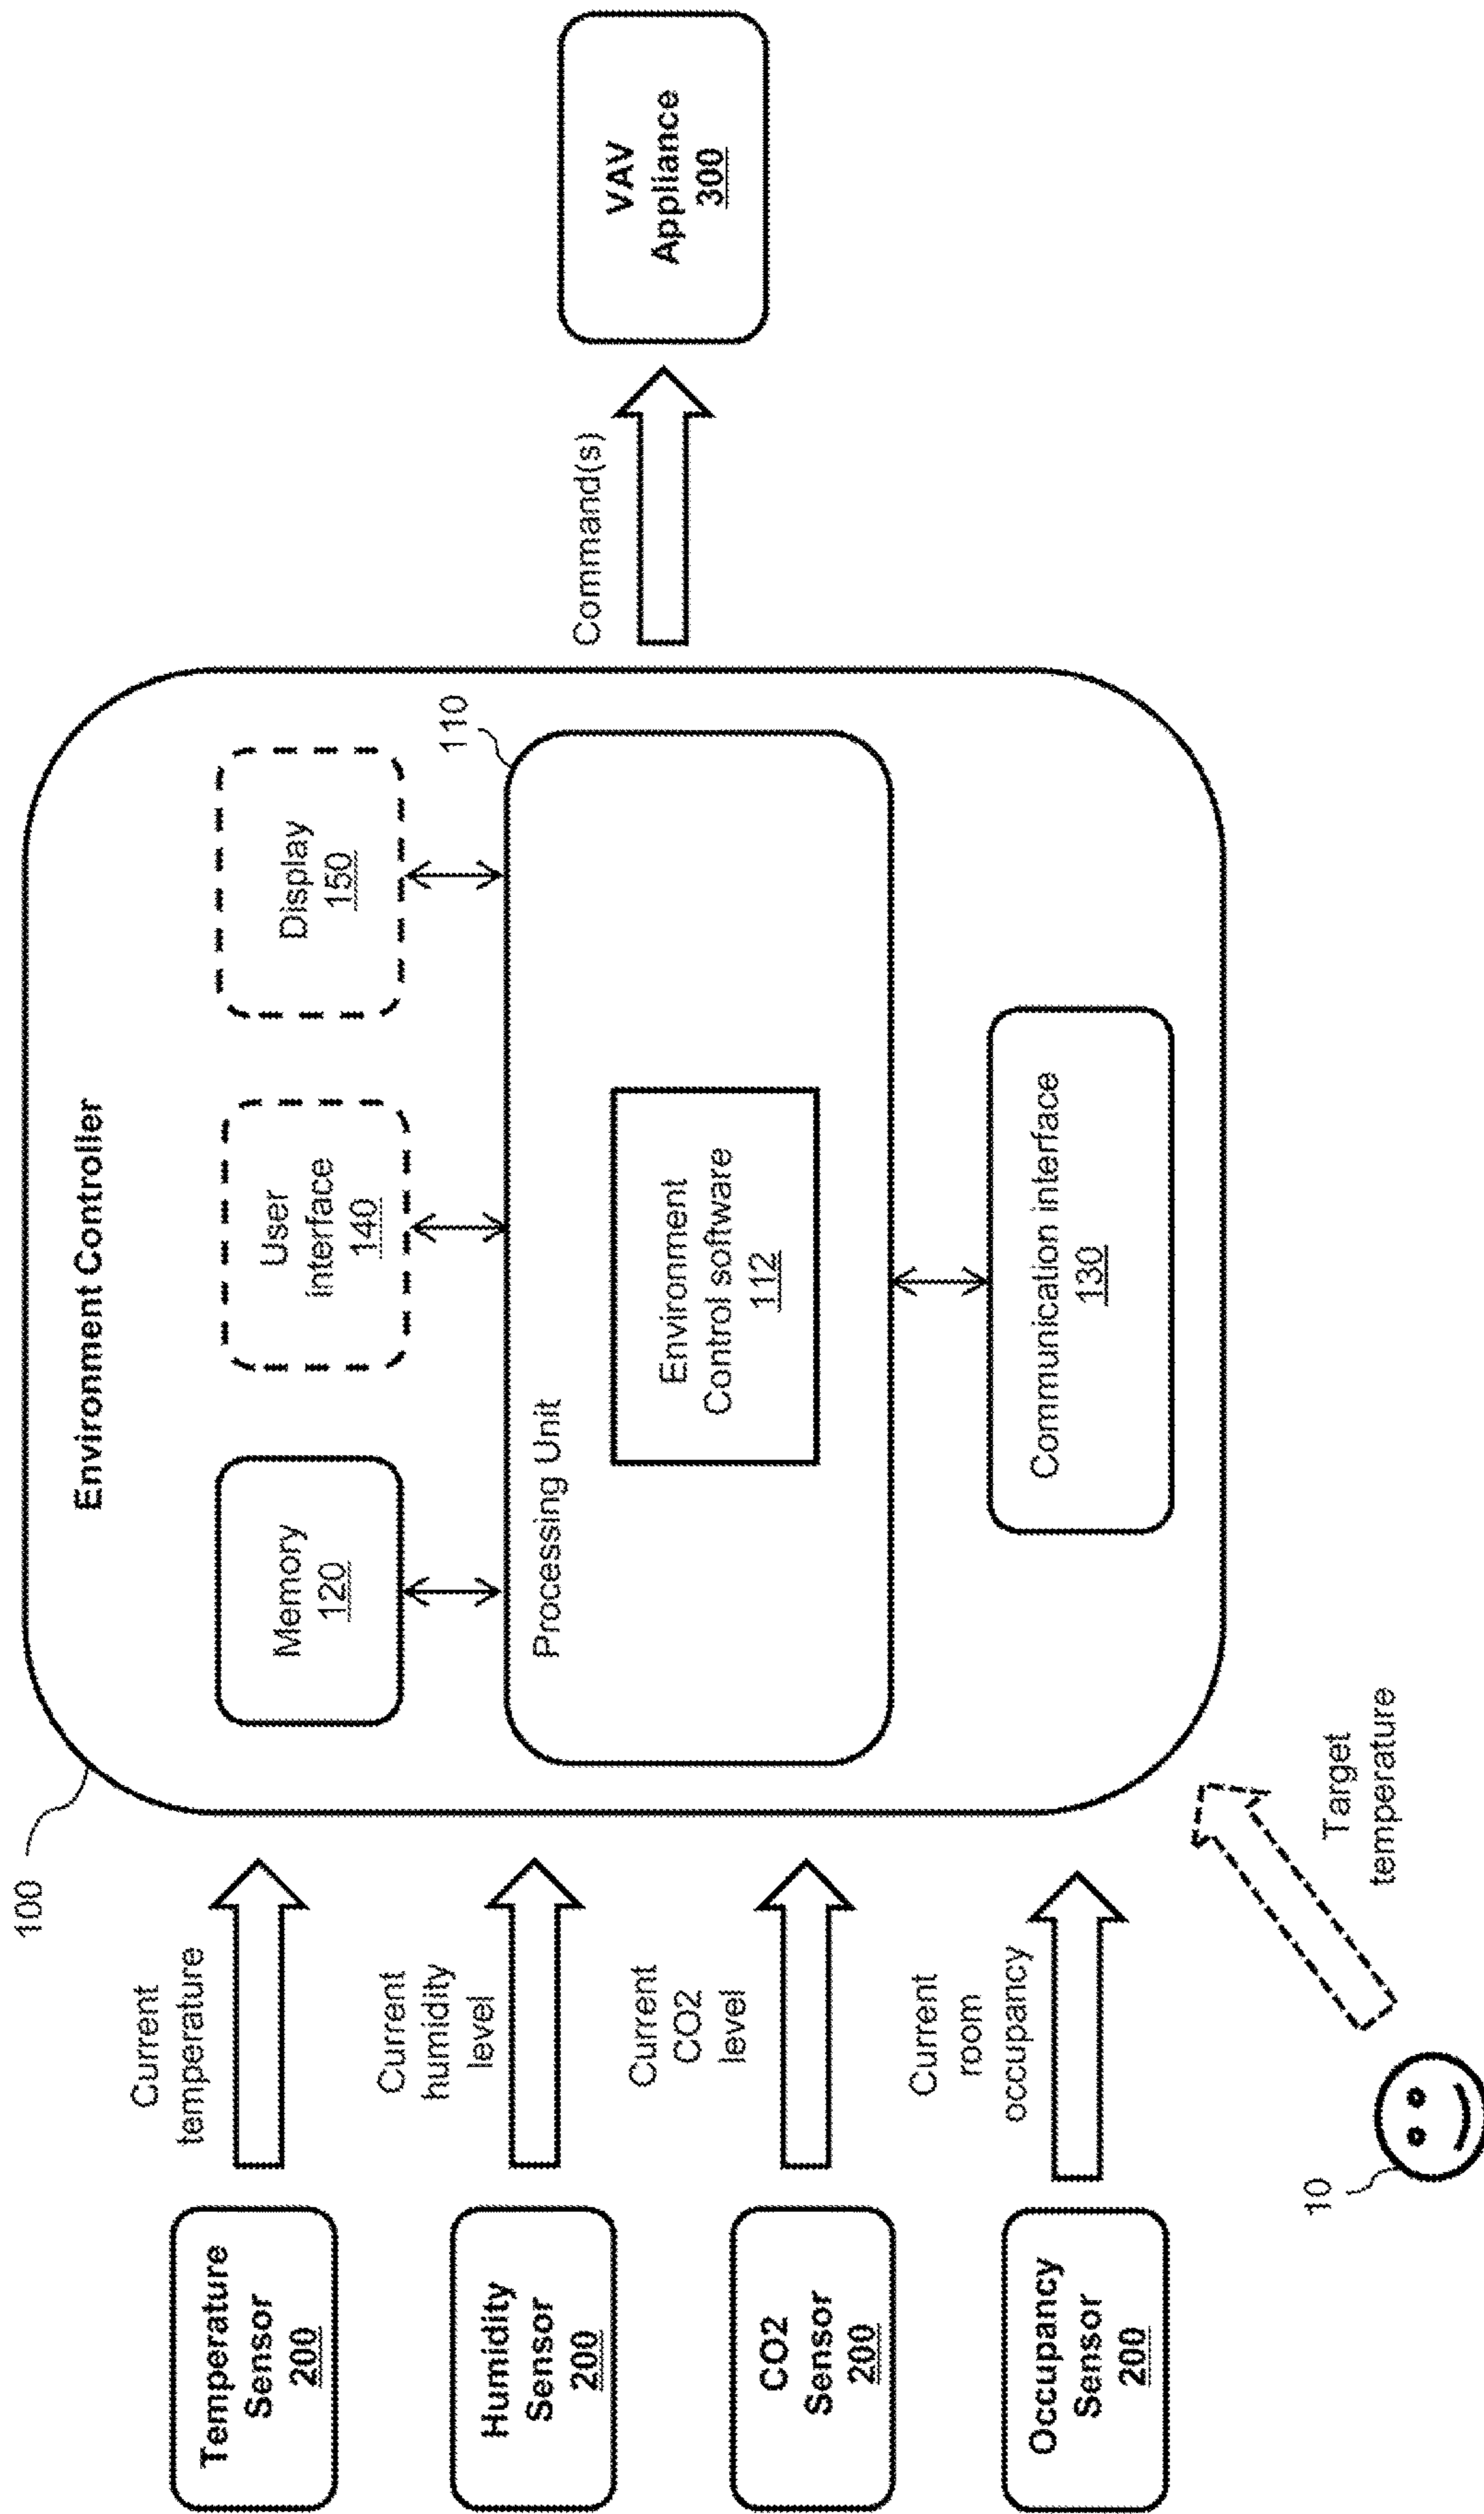 100
Environment Controller
Temperature
Sensor
200
Current
temperature
Humidity
Sensor
200
Current
humidity
level
CO2
Sensor
200
Current
CO2
level
Occupancy
Sensor
200
Current
room
occupancy
10
Target
temperature
Memory
120
User
interface
140
Display
150
110
Processing Unit
Environment
Control software
112
Communication interface
130
Command(s)
VAV
Appliance
300